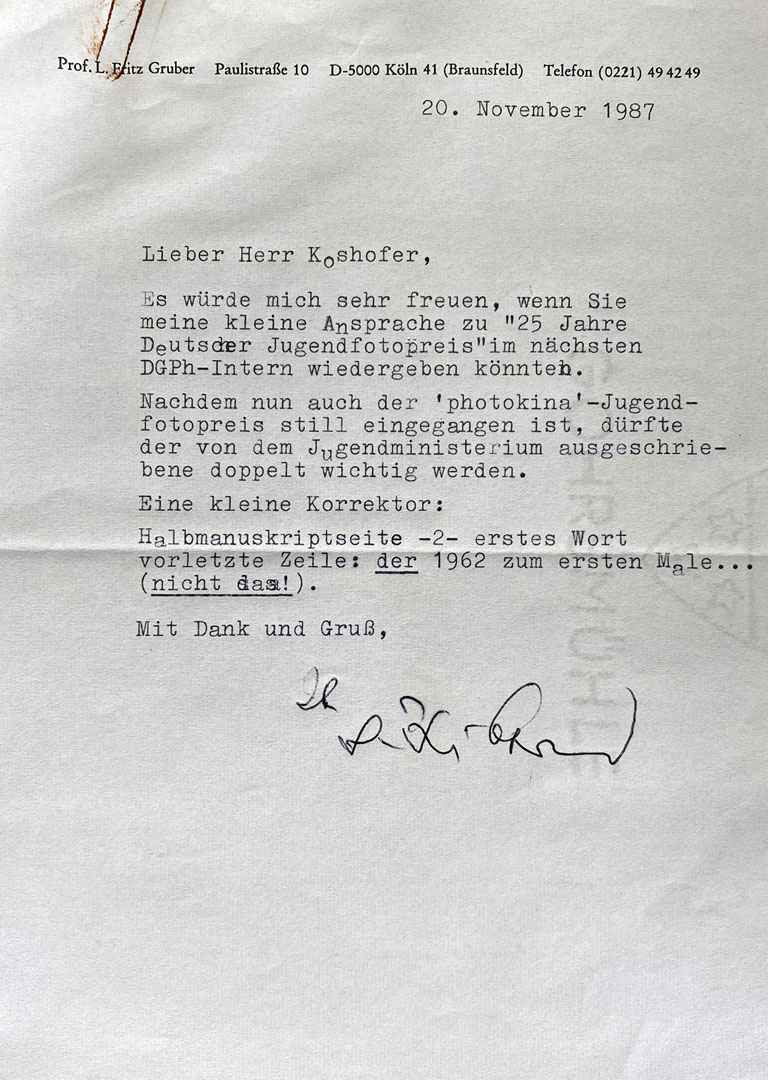 Prof. L. Fritz Gruber Paulistraße 10 D-5000 Köln 41 (Braunsfeld) Telefon (0221) 49 42 49
20. November 1987
Lieber Herr Koshofer,
Es würde mich sehr freuen, wenn Sie
meine kleine Ansprache zu "25 Jahre
Deutscher Jugendfotopreis"im nächsten
DGPh-Intern wiedergeben könnten.
Nachdem nun auch der 'photokina'-Jugend-
fotopreis still eingegangen ist, dürfte
der von dem Jugendministerium ausgeschrie-
bene doppelt wichtig werden.
Eine kleine Korrektor:
Halbmanuskriptseite -2- erstes Wort
vorletzte Zeile: der 1962 zum ersten Male...
(nicht das!).
Mit Dank und Gruß,
Ihr